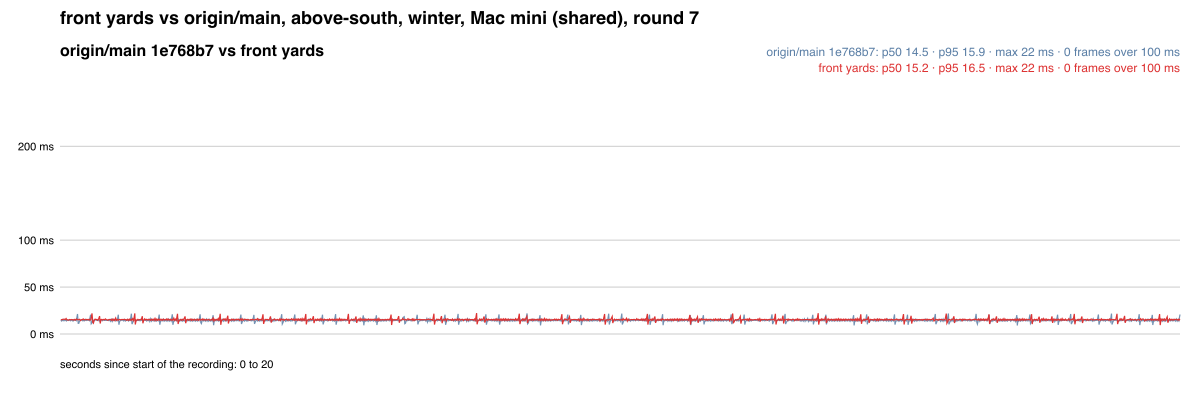 front yards vs origin/main, above-south, winter, Mac mini (shared), round 7
origin/main 1e768b7 vs front yards
origin/main 1e768b7: p50 14.5 · p95 15.9 · max 22 ms · 0 frames over 100 ms
front yards: p50 15.2 · p95 16.5 · max 22 ms · 0 frames over 100 ms
200 ms
100 ms
50 ms
0 ms
seconds since start of the recording: 0 to 20